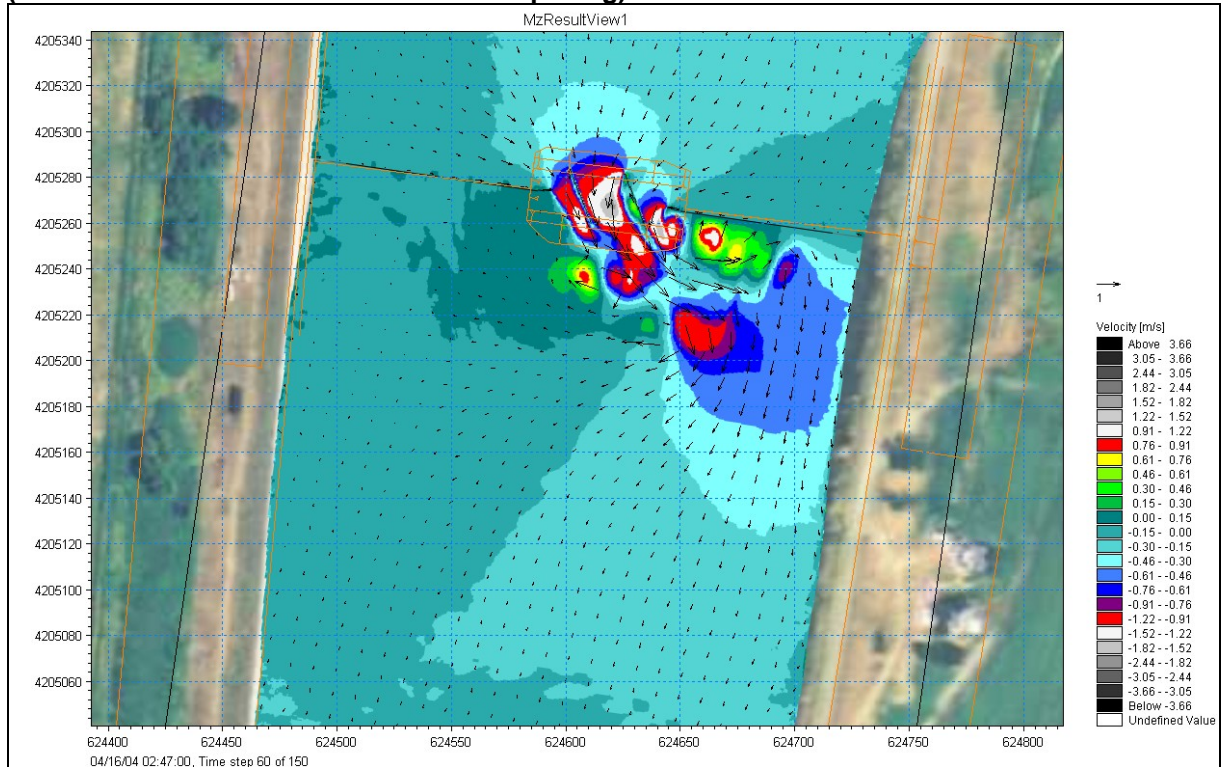 MzResultView1
4205340
4205320
4205300
4205280
4205260
4205240
4205220
4205200
4205180
4205160
4205140
4205120
4205100
4205080
4205060
624400 624450 624500 624550 624600 624650 624700 624750 624800
04/16/04 02:47:00, Time step 60 of 150
1
Velocity [m/s]
Above 3.66
3.05 - 3.66
2.44 - 3.05
1.82 - 2.44
1.52 - 1.82
1.22 - 1.52
0.91 - 1.22
0.76 - 0.91
0.61 - 0.76
0.46 - 0.61
0.30 - 0.46
0.15 - 0.30
0.00 - 0.15
-0.15 - 0.00
-0.30 - -0.15
-0.46 - -0.30
-0.61 - -0.46
-0.76 - -0.61
-0.91 - -0.76
-1.22 - -0.91
-1.52 - -1.22
-1.82 - -1.52
-2.44 - -1.82
-3.05 - -2.44
-3.66 - -3.05
Below -3.66
Undefined Value